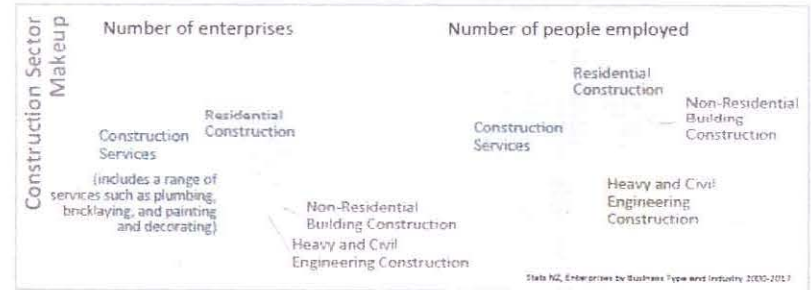 Construction Sector
Makeup
Number of enterprises
Residential
Construction
Construction
Services
(includes a range of
services such as plumbing,
bricklaying, and painting
and decorating)
Non-Residential
Building Construction
Heavy and Civil
Engineering Construction
Number of people employed
Residential
Construction
Non-Residential
Building
Construction
Construction
Services
Heavy and Civil
Engineering
Construction
Stats NZ, Enterprises by Business Type and Industry 2000-2017